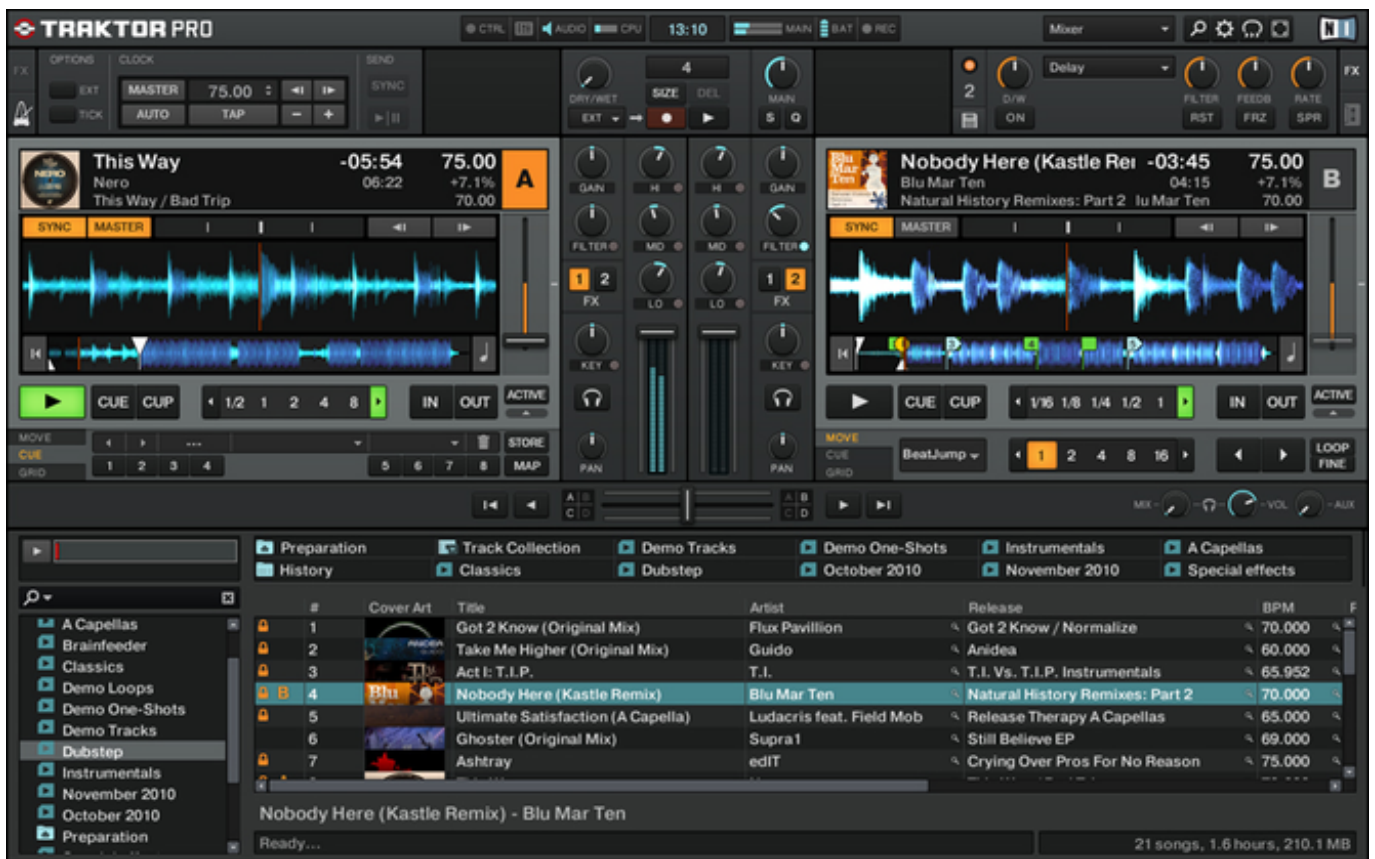 TRAKTOR PRO
CTRL AUDIO CPU 13:10 MAIN BAT REC Mixer
FX OPTIONS CLOCK SEND 4 Delay FX
EXT MASTER 75.00 SYNC DRY/WET SIZE DEL MAIN 2 D/W FILTER FEEDB RATE
TICK AUTO TAP - + EXT S Q ON RST FRZ SPR
This Way -05:54 75.00 A
Nero 06:22 +7.1%
This Way / Bad Trip 70.00
NERO
GAIN HI HI GAIN
Nobody Here (Kastle Rei -03:45 75.00 B
Blu Mar Ten 04:15 +7.1%
Natural History Remixes: Part 2 lu Mar Ten 70.00
Blu Mar Ten
SYNC MASTER
FILTER MID MID FILTER
SYNC MASTER
1 2 FX LO LO 1 2 FX
KEY KEY
4
CUE CUP 1/2 1 2 4 8 IN OUT ACTIVE
CUE CUP 1/16 1/8 1/4 1/2 1 IN OUT ACTIVE
MOVE ... STORE
CUE 1 2 3 4 5 6 7 8 MAP
GRID
PAN PAN
MOVE
CUE BeatJump 1 2 4 8 16 LOOP
GRID FINE
A B A B
C D C D
MIX VOL AUX
Preparation Track Collection Demo Tracks Demo One-Shots Instrumentals A Capellas
History Classics Dubstep October 2010 November 2010 Special effects
A Capellas
Brainfeeder
Classics
Demo Loops
Demo One-Shots
Demo Tracks
Dubstep
Instrumentals
November 2010
October 2010
Preparation
# Cover Art Title Artist Release BPM
1 Got 2 Know (Original Mix) Flux Pavillion Got 2 Know / Normalize 70.000
2 Take Me Higher (Original Mix) Guido Anidea 60.000
3 Act I: T.I.P. T.I. T.I. Vs. T.I.P. Instrumentals 65.952
B 4 Blu Nobody Here (Kastle Remix) Blu Mar Ten Natural History Remixes: Part 2 70.000
5 Ultimate Satisfaction (A Capella) Ludacris feat. Field Mob Release Therapy A Capellas 65.000
6 Ghoster (Original Mix) Supra1 Still Believe EP 69.000
7 Ashtray edIT Crying Over Pros For No Reason 75.000
Nobody Here (Kastle Remix) - Blu Mar Ten
Ready... 21 songs, 1.6 hours, 210.1 MB